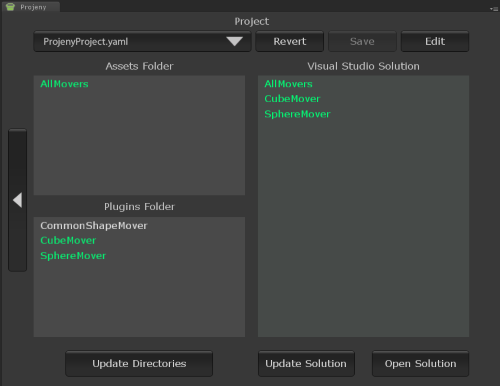 Projeny
Project
ProjenyProject.yaml
Revert
Save
Edit
Assets Folder
AllMovers
Plugins Folder
CommonShapeMover
CubeMover
SphereMover
Visual Studio Solution
AllMovers
CubeMover
SphereMover
Update Directories
Update Solution
Open Solution